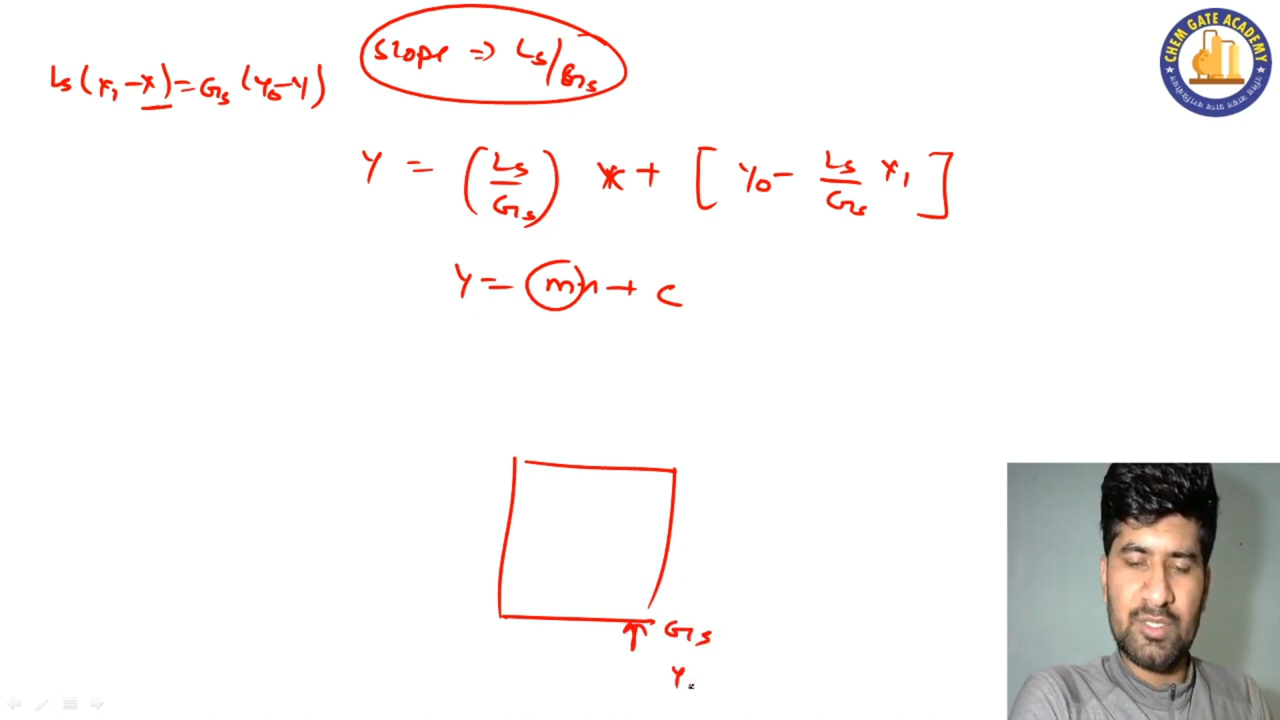 slope ⇒ Ls/Gs
Ls (x₁ - x) = Gs (y₀ - y)
Y = (Ls/Gs) x + [ y₀ - Ls/Gs x₁ ]
Y = mx + c
Gs
Y
CHEM GATE ACADEMY